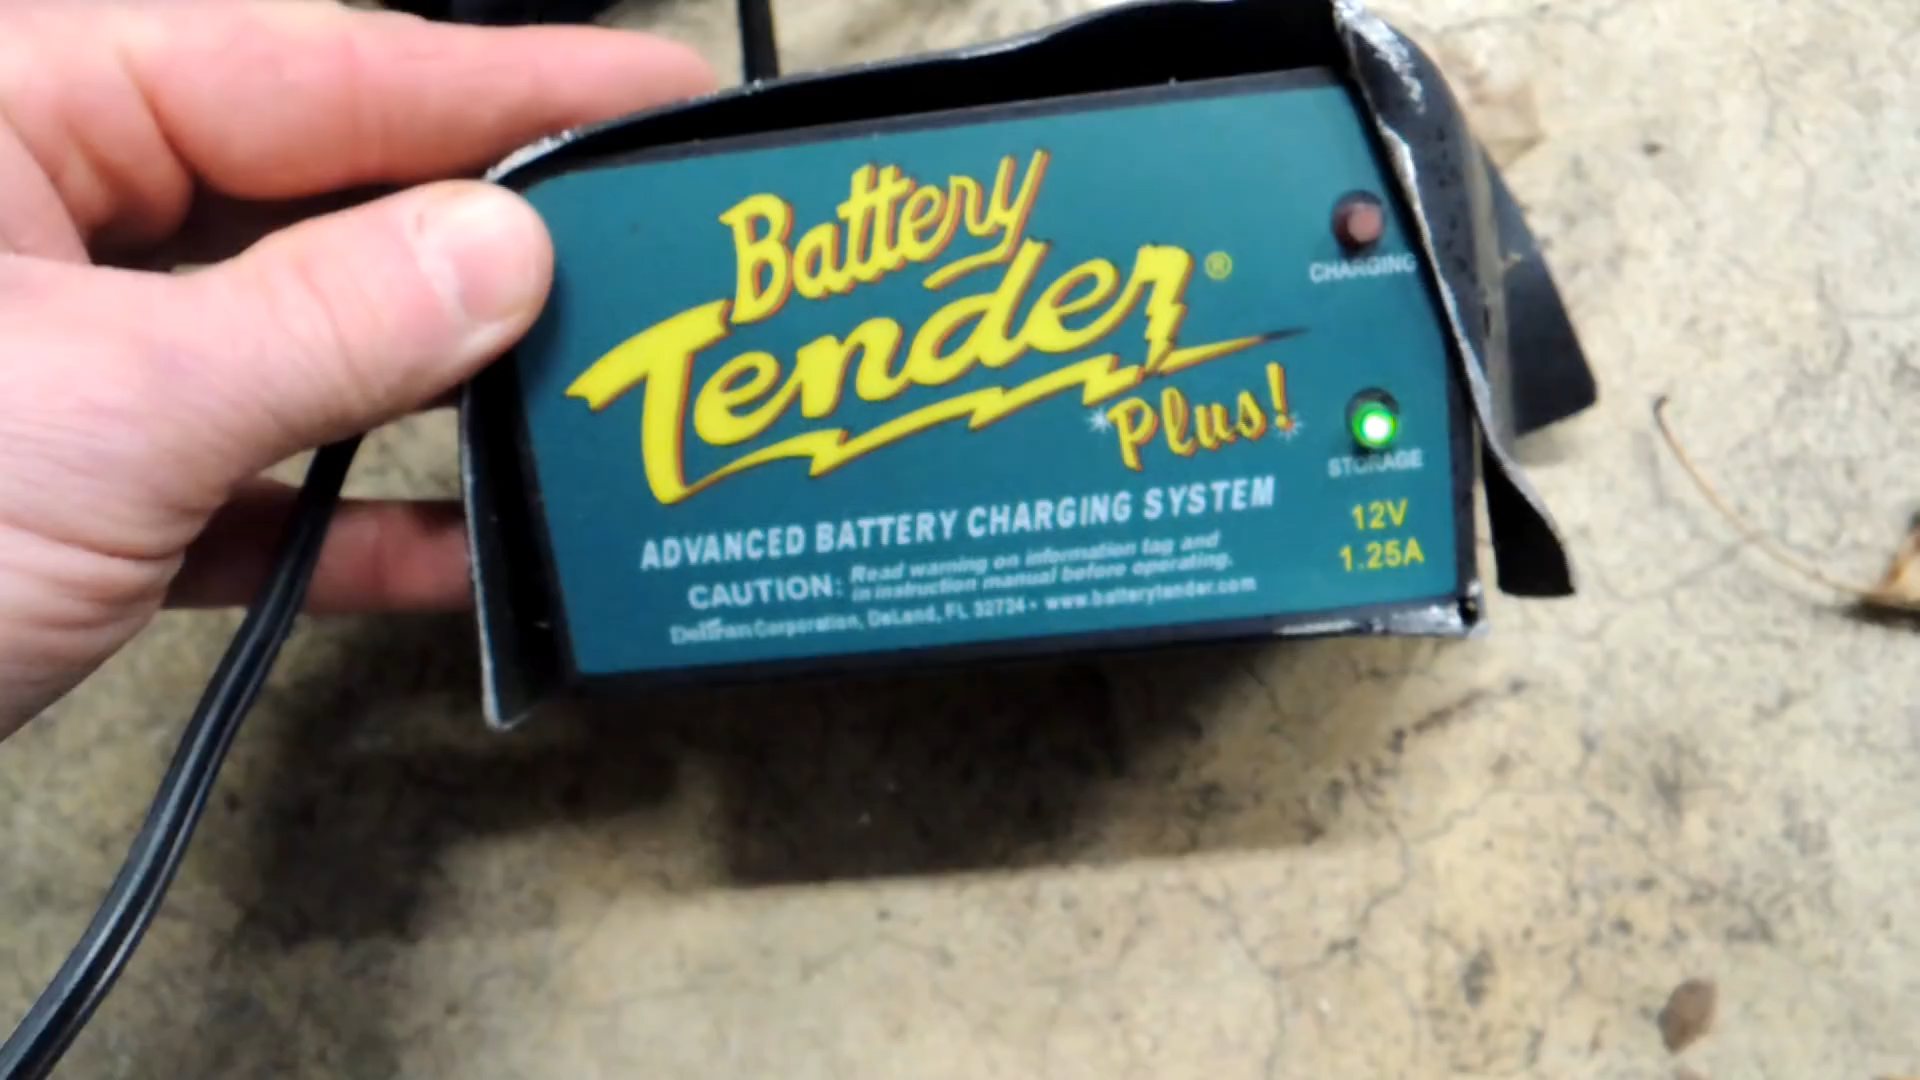 Battery
Tender®
Plus!
CHARGING
STORAGE
12V
1.25A
ADVANCED BATTERY CHARGING SYSTEM
CAUTION: Read warning on information tag and
in instruction manual before operating.
Deltran Corporation, DeLand, FL 32724 • www.batterytender.com